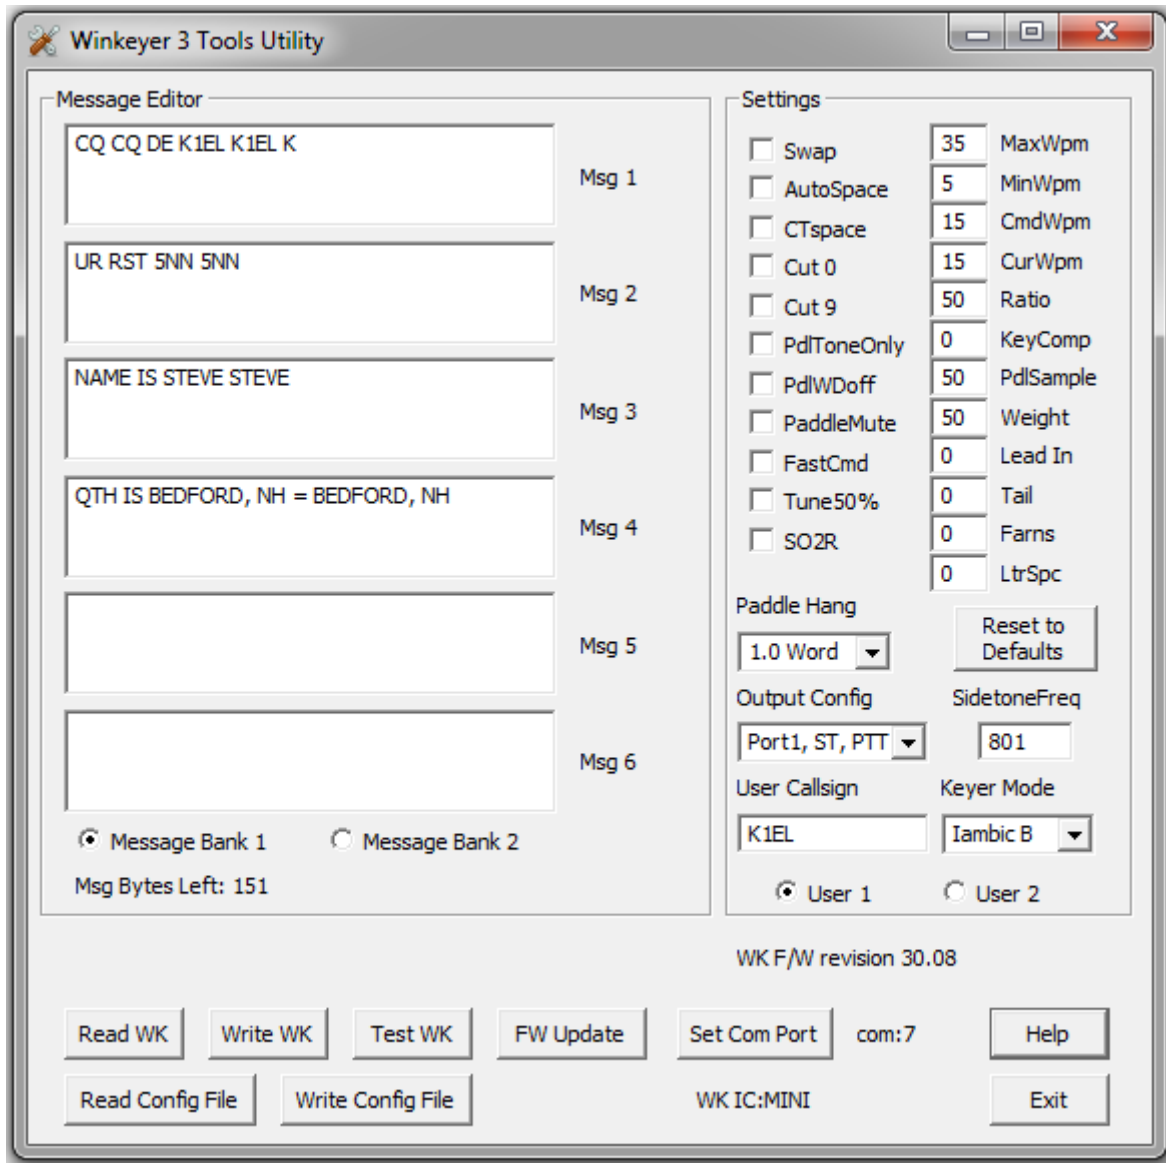 Winkeyer 3 Tools Utility
Message Editor
CQ CQ DE K1EL K1EL K
Msg 1
UR RST 5NN 5NN
Msg 2
NAME IS STEVE STEVE
Msg 3
QTH IS BEDFORD, NH = BEDFORD, NH
Msg 4
Msg 5
Msg 6
Message Bank 1 Message Bank 2
Msg Bytes Left: 151
Settings
Swap 35 MaxWpm
AutoSpace 5 MinWpm
CTspace 15 CmdWpm
Cut 0 15 CurWpm
Cut 9 50 Ratio
PdlToneOnly 0 KeyComp
PdlWDoff 50 PdlSample
PaddleMute 50 Weight
FastCmd 0 Lead In
Tune50% 0 Tail
SO2R 0 Farns
0 LtrSpc
Paddle Hang
1.0 Word
Reset to
Defaults
Output Config SidetoneFreq
Port1, ST, PTT 801
User Callsign Keyer Mode
K1EL Iambic B
User 1 User 2
WK F/W revision 30.08
Read WK Write WK Test WK FW Update Set Com Port com:7 Help
Read Config File Write Config File WK IC:MINI Exit